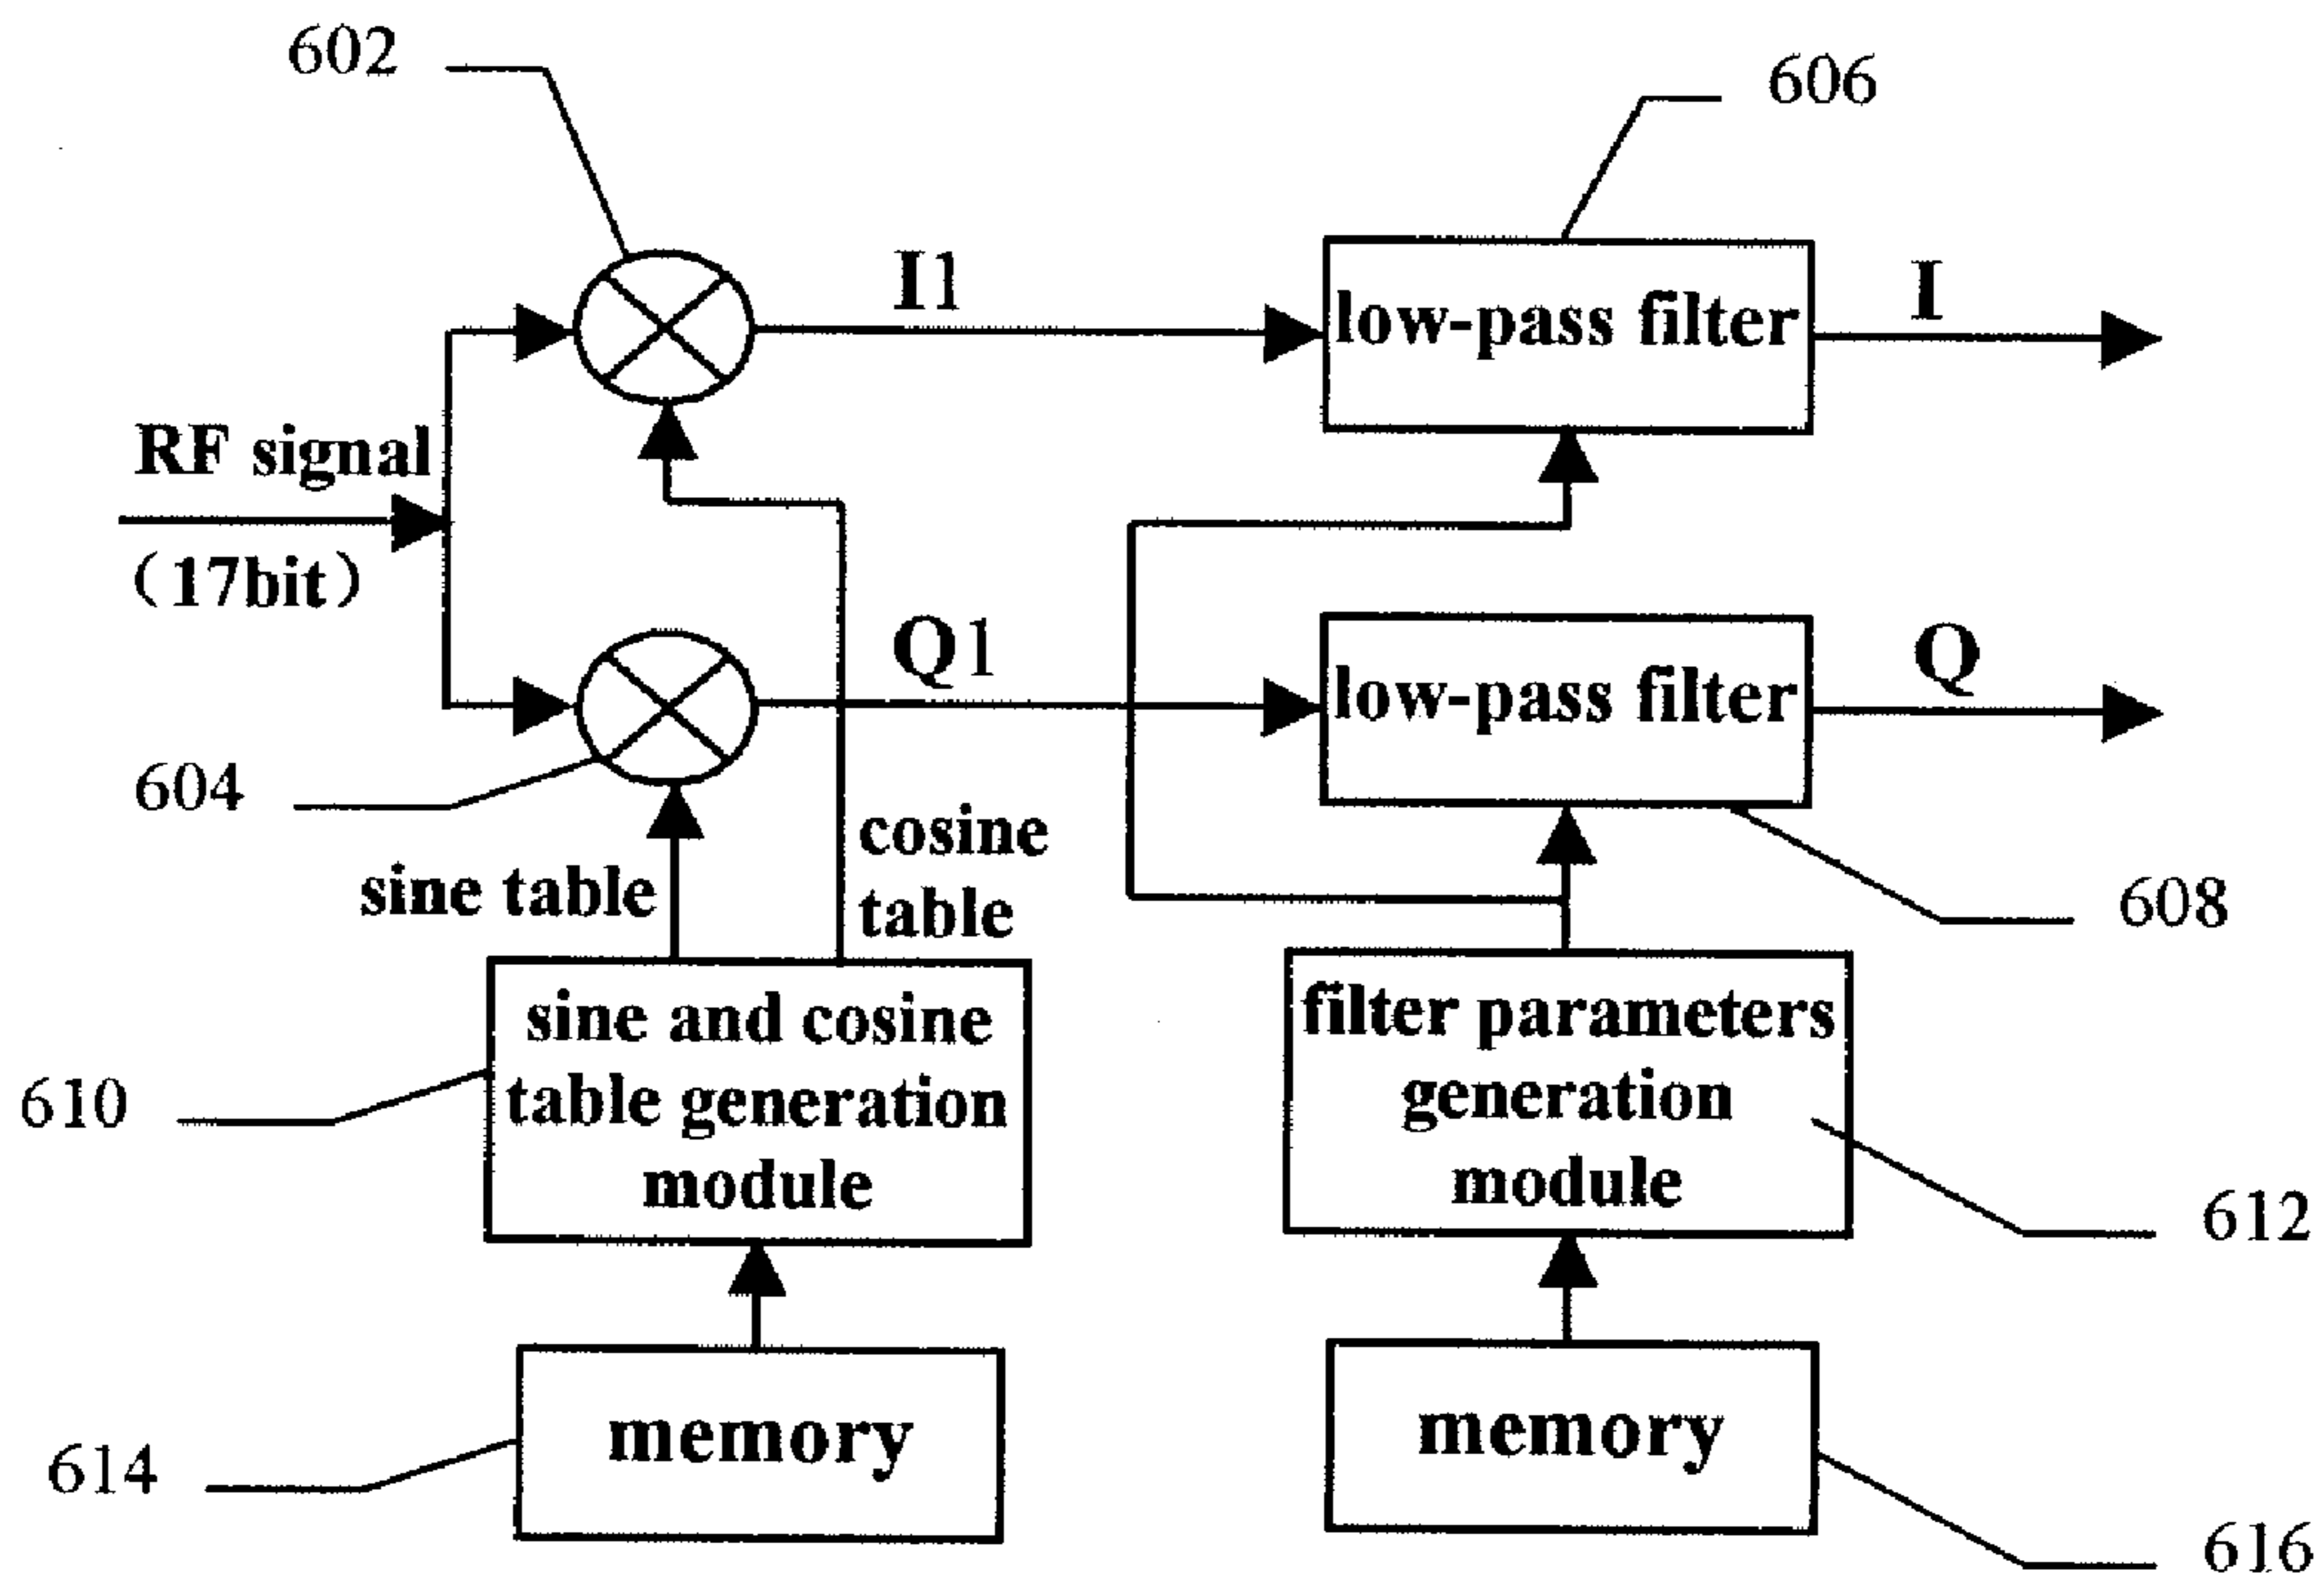 602
606
I1
I
low-pass filter
RF signal
（17bit）
Q1
Q
low-pass filter
604
cosine
table
sine table
608
sine and cosine
table generation
module
filter parameters
generation
module
610
612
memory
memory
614
616